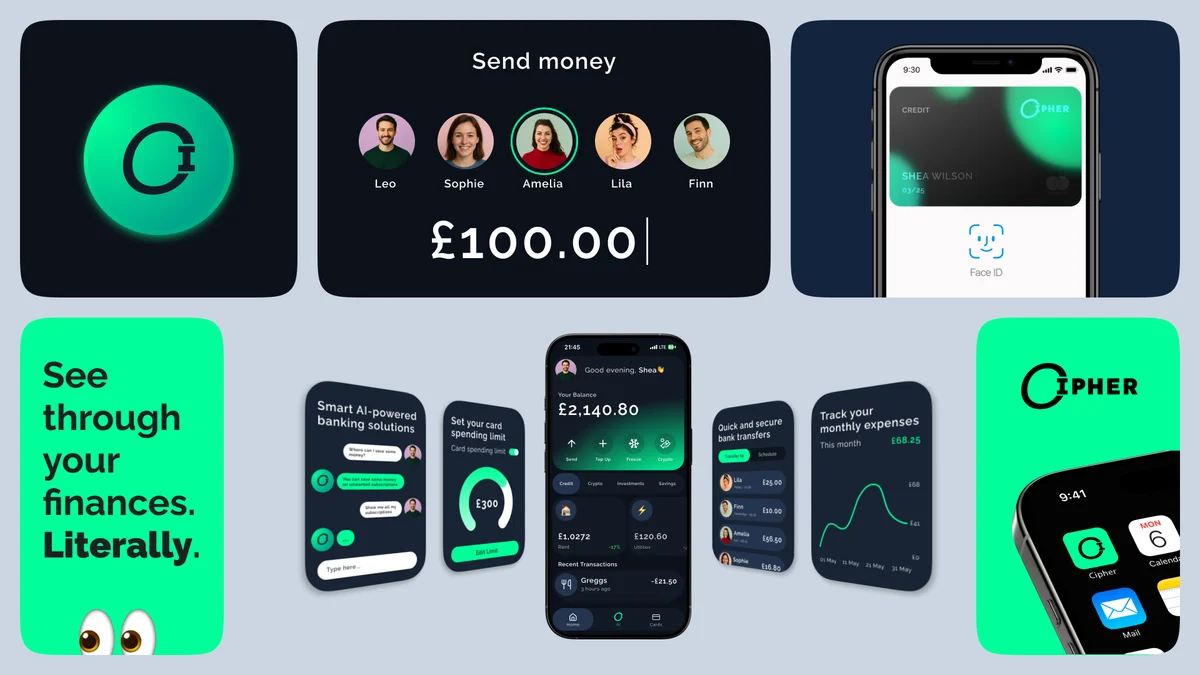 CI
Send money
Leo
Sophie
Amelia
Lila
Finn
£100.00
9:30
CREDIT
CIPHER
SHEA WILSON
03/25
Face ID
See
through
your
finances.
Literally.
Smart AI-powered
banking solutions
Where can I save some
money?
You can save some money
on unwanted subscriptions
Show me all my
subscriptions
...
Type here...
Set your card
spending limit
Card spending limit
£300
Edit Limit
21:45
LTE
Good evening, Shea👋
Your Balance
£2,140.80
Send
Top Up
Freeze
Crypto
Credit
Crypto
Investments
Savings
£1,0272
Rent
-17%
£120.60
Utilities
Recent Transactions
Greggs
-£21.50
3 hours ago
Home
AI
Cards
Quick and secure
bank transfers
Transfer to
Schedule
Lila
£25.00
Finn
£10.00
Amelia
£56.50
Sophie
£16.80
Track your
monthly expenses
This month
£68.25
£68
£41
£0
01 May
11 May
21 May
31 May
CIPHER
9:41
Cipher
MON
6
Calenda
Mail